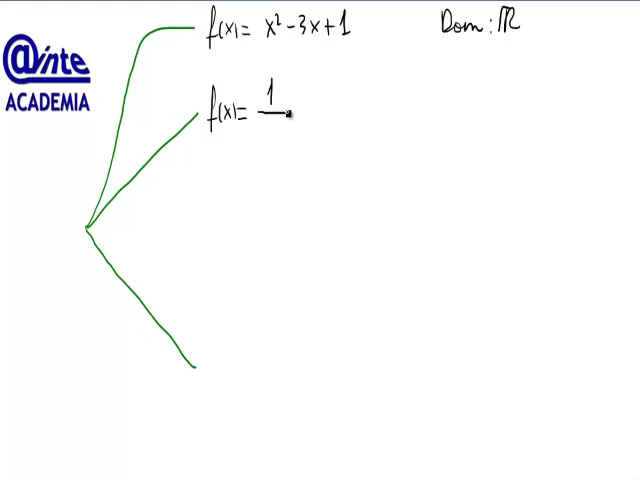 f(x) = x² - 3x + 1 Dom: ℝ
@inte
ACADEMIA
f(x) = 1/